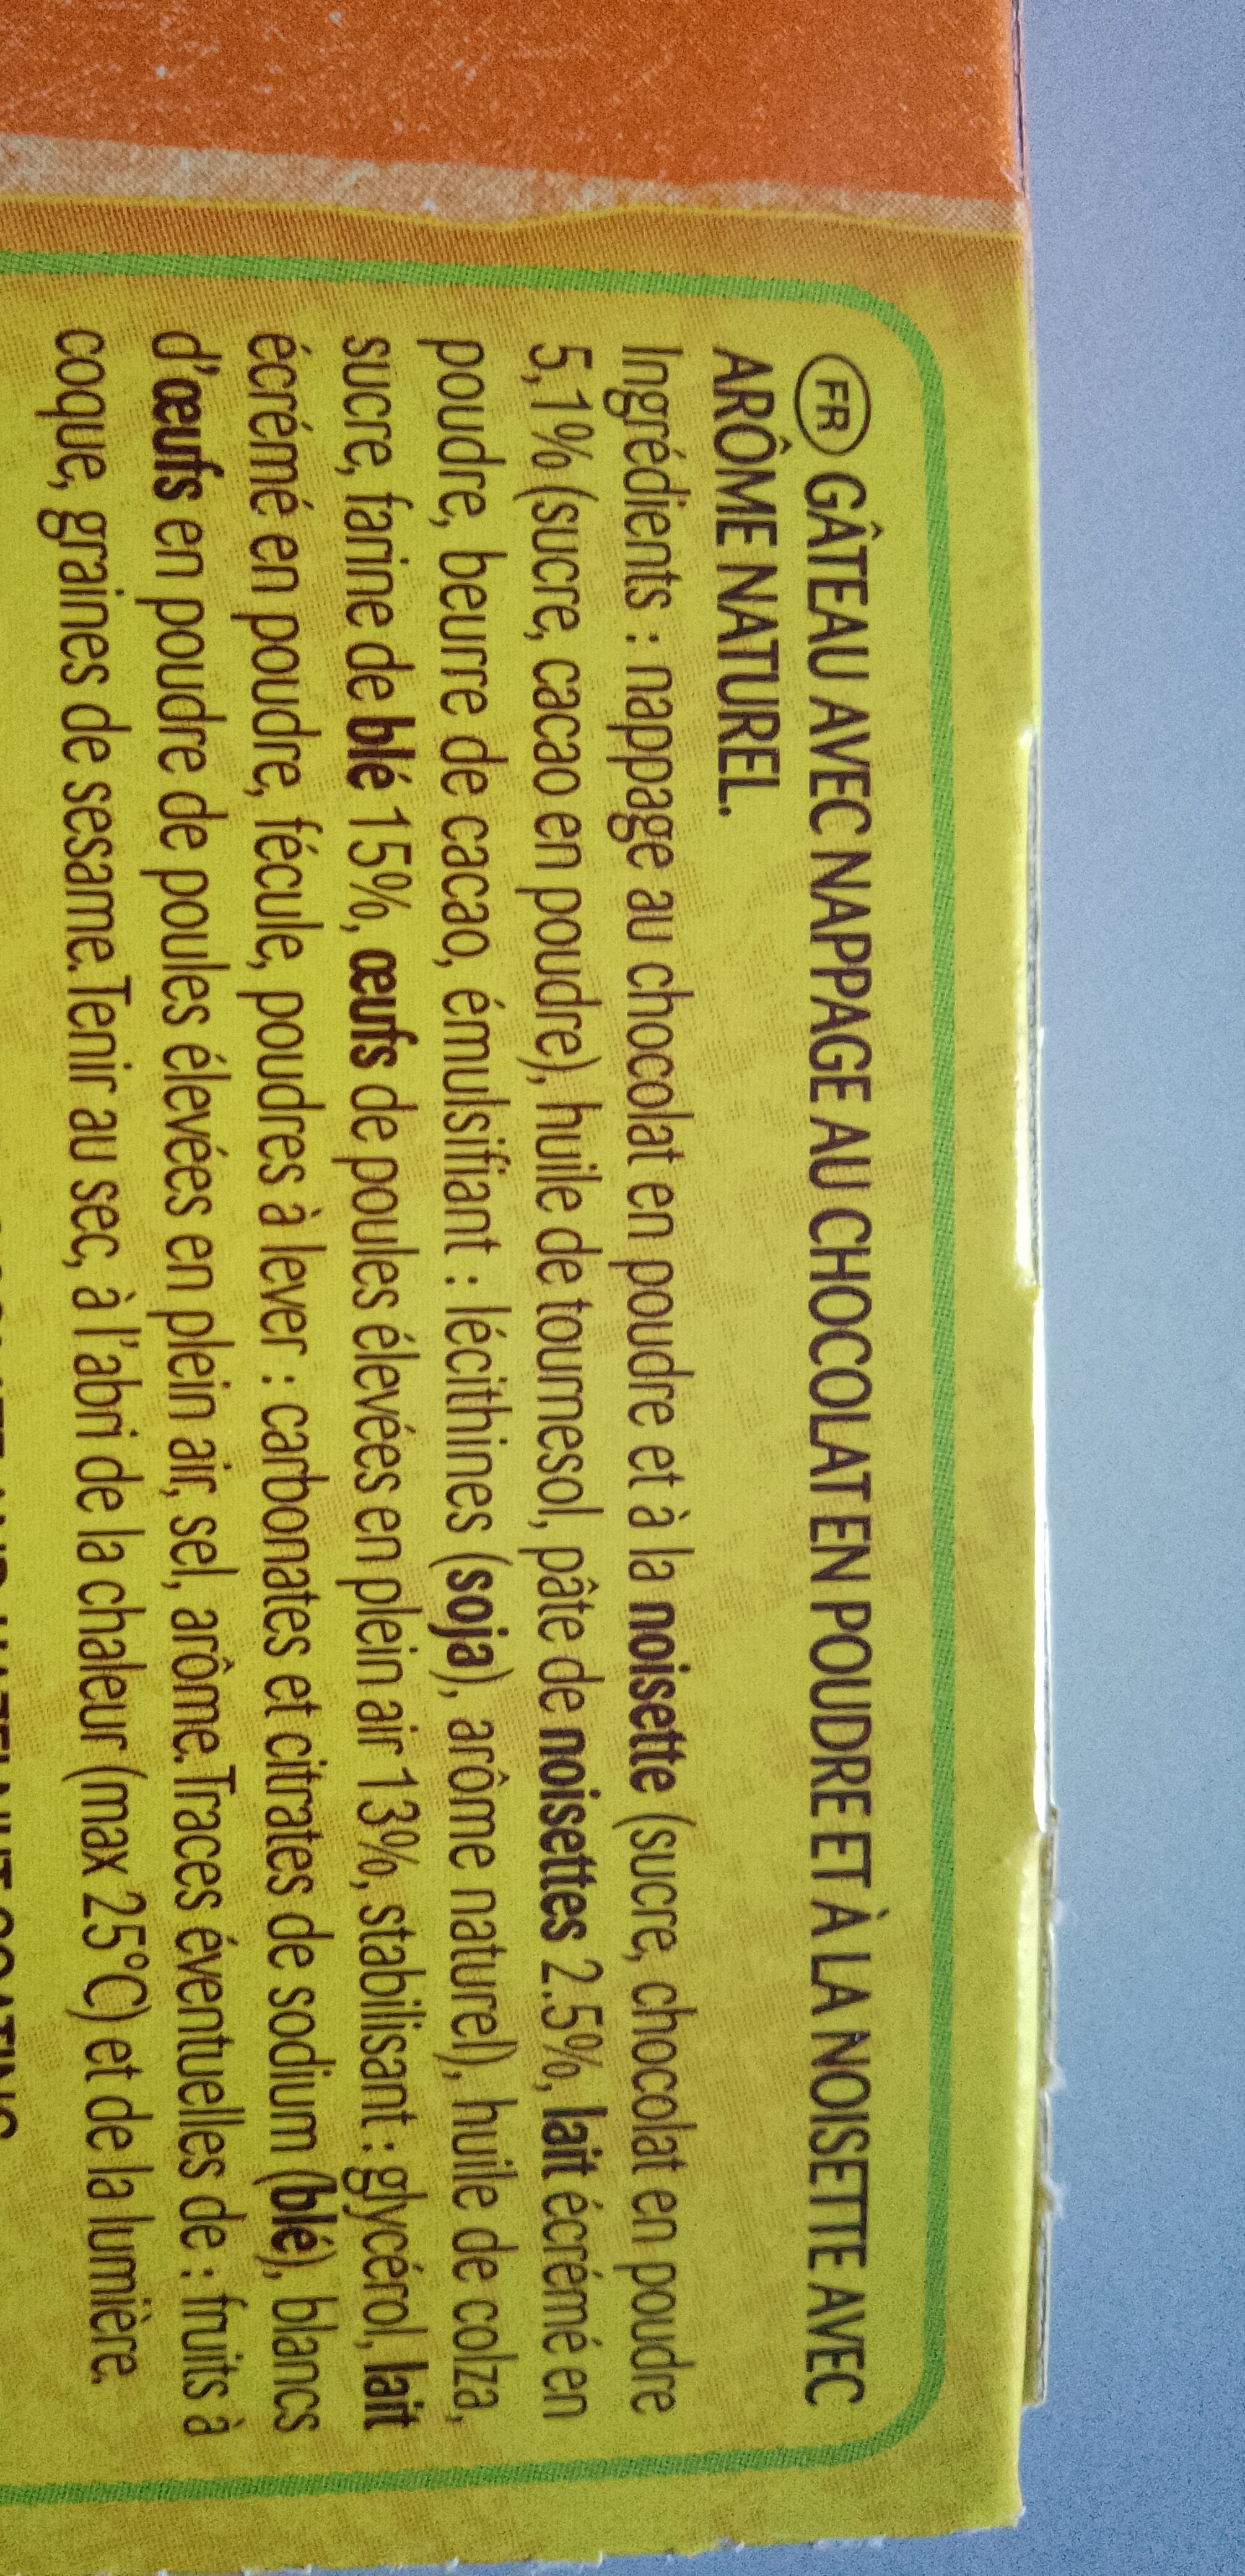 FR GÂTEAU AVEC NAPPAGE AU CHOCOLAT EN POUDRE ET À LA NOISETTE AVEC
ARÔME NATUREL.
Ingrédients : nappage au chocolat en poudre et à la noisette (sucre, chocolat en poudre
5,1% (sucre, cacao en poudre), huile de tournesol, pâte de noisettes 2.5%, lait écrémé en
poudre, beurre de cacao, émulsifiant : lécithines (soja), arôme naturel), huile de colza,
sucre, farine de blé 15%, œufs de poules élevées en plein air 13%, stabilisant : glycérol, lait
écrémé en poudre, fécule, poudres à lever : carbonates et citrates de sodium (blé), blancs
d'œufs en poudre de poules élevées en plein air, sel, arôme. Traces éventuelles de : fruits à
coque, graines de sesame. Tenir au sec, à l'abri de la chaleur (max 25°C) et de la lumière.